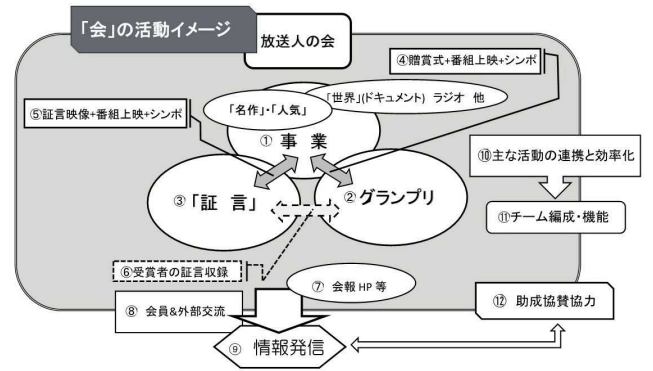 「会」の活動イメージ
放送人の会
④贈賞式+番組上映+シンポ
「世界」(ドキュメント) ラジオ 他
「名作」・「人気」
⑤証言映像+番組上映+シンポ
① 事 業
⑩主な活動の連携と効率化
③「証 言」
②グランプリ
⑪チーム編成・機能
⑥受賞者の証言収録
⑦ 会報 HP 等
⑧ 会員&外部交流
⑫ 助成協賛協力
⑨ 情報発信